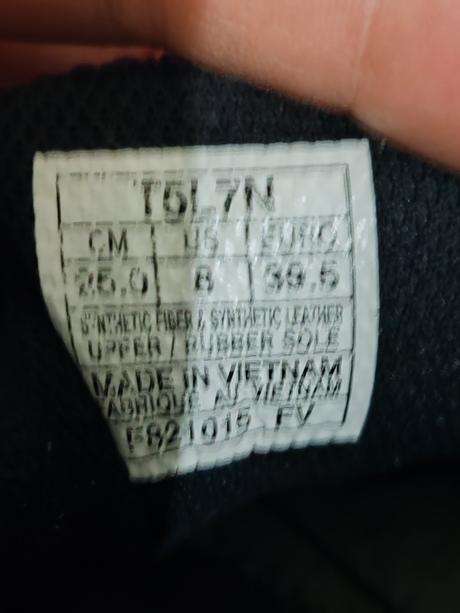 T5L7N
CM US EURO
25.0 8 39.5
SYNTHETIC FIBER & SYNTHETIC LEATHER
UPPER / RUBBER SOLE
MADE IN VIETNAM
FABRIQUE AU VIETNAM
FV